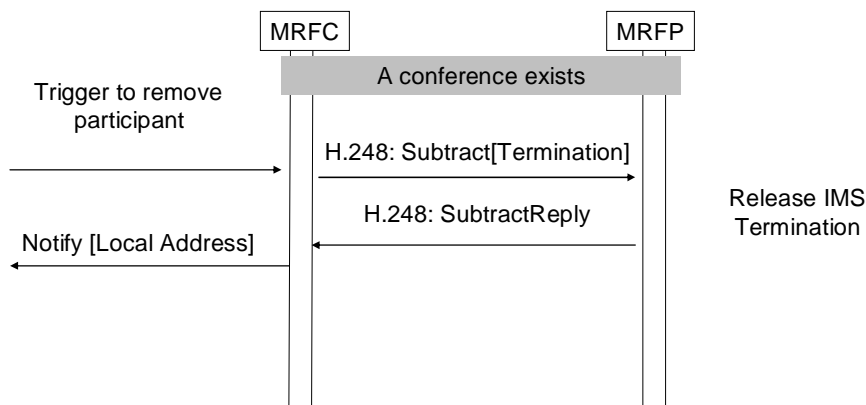 MRFC
MRFP
A conference exists
Trigger to remove
participant
H.248: Subtract[Termination]
H.248: SubtractReply
Release IMS
Termination
Notify [Local Address]